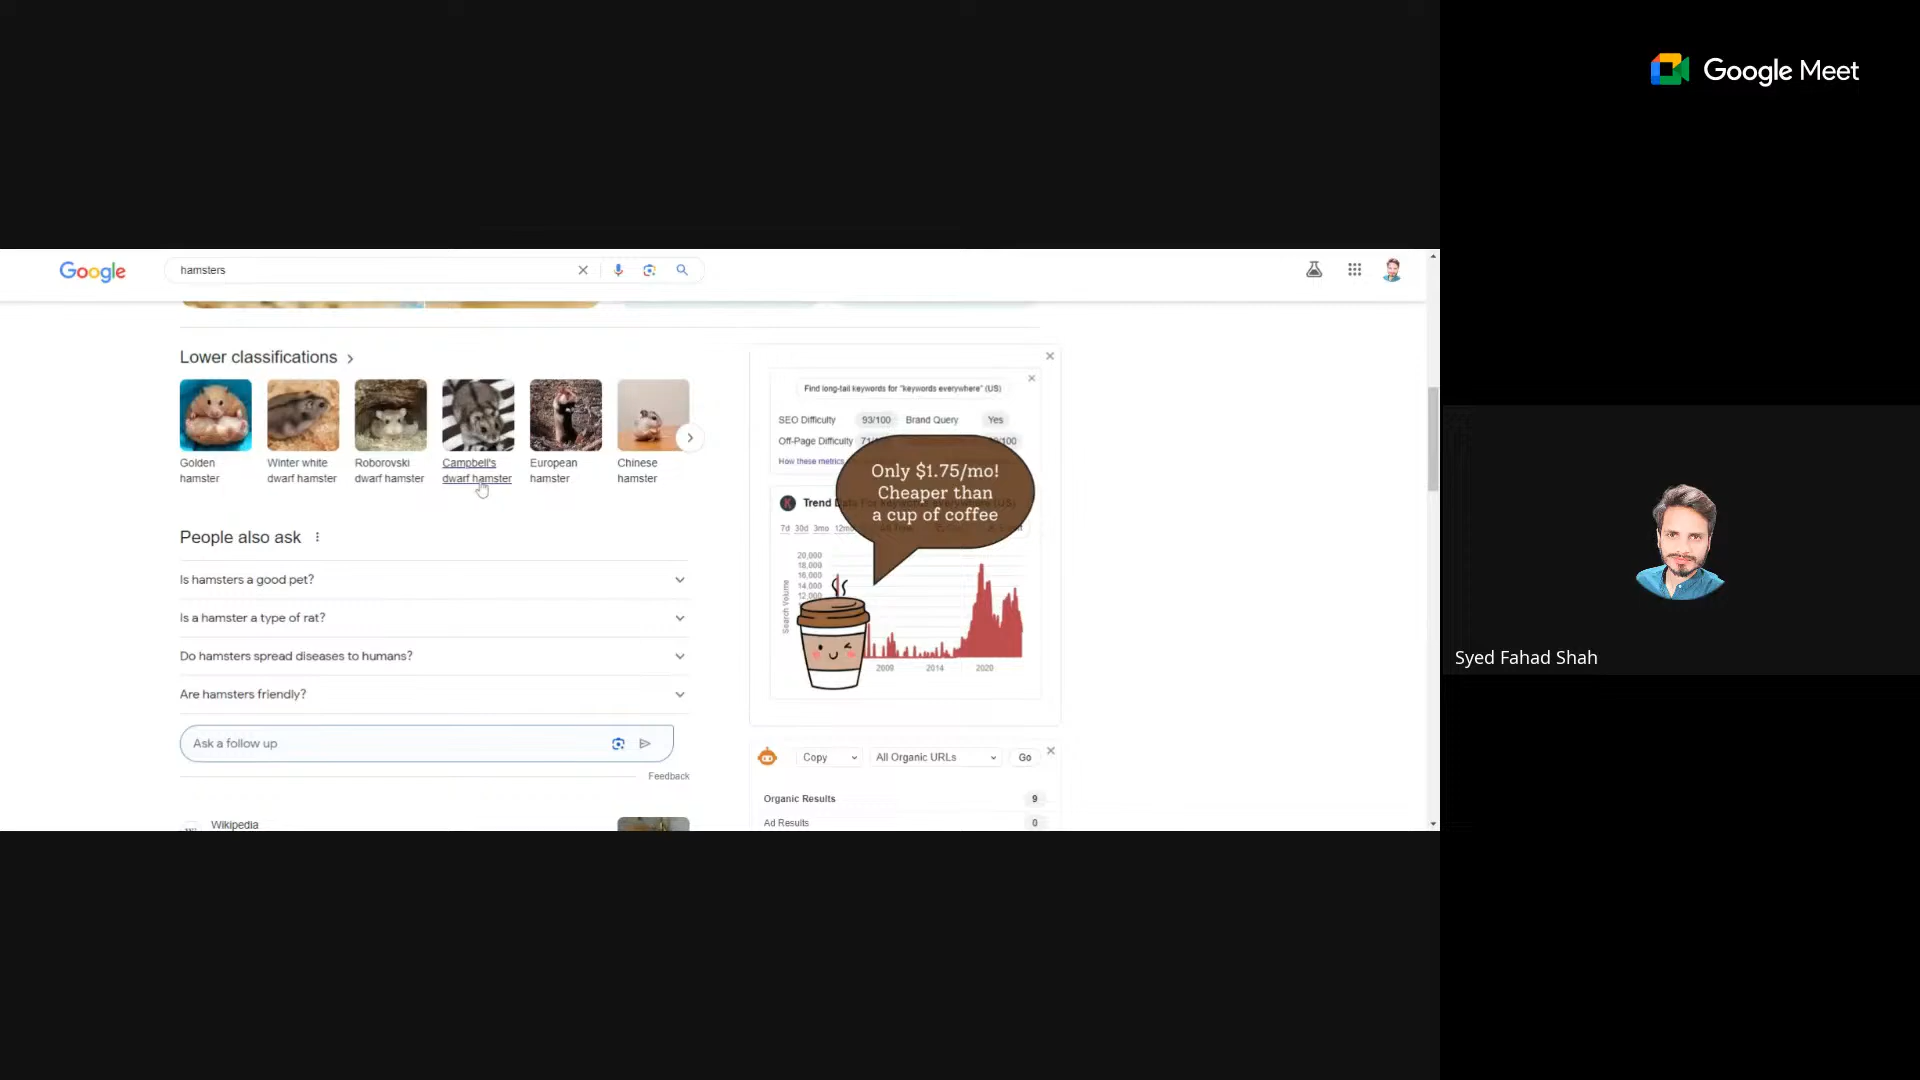 Google Meet
Google
hamsters
Lower classifications
Golden
hamster
Winter white
dwarf hamster
Roborovski
dwarf hamster
Campbell's
dwarf hamster
European
hamster
Chinese
hamster
People also ask
Is hamsters a good pet?
Is a hamster a type of rat?
Do hamsters spread diseases to humans?
Are hamsters friendly?
Ask a follow up
Feedback
Wikipedia
Find long-tail keywords for "keywords everywhere" (US)
SEO Difficulty 93/100 Brand Query Yes
Off-Page Difficulty
How these metrics
Only $1.75/mo!
Cheaper than
a cup of coffee
7d 30d 3mo 12mo
20,000
18,000
16,000
14,000
12,000
Search Volume
2009 2014 2020
Copy All Organic URLs Go
Organic Results 9
Ad Results 0
Syed Fahad Shah